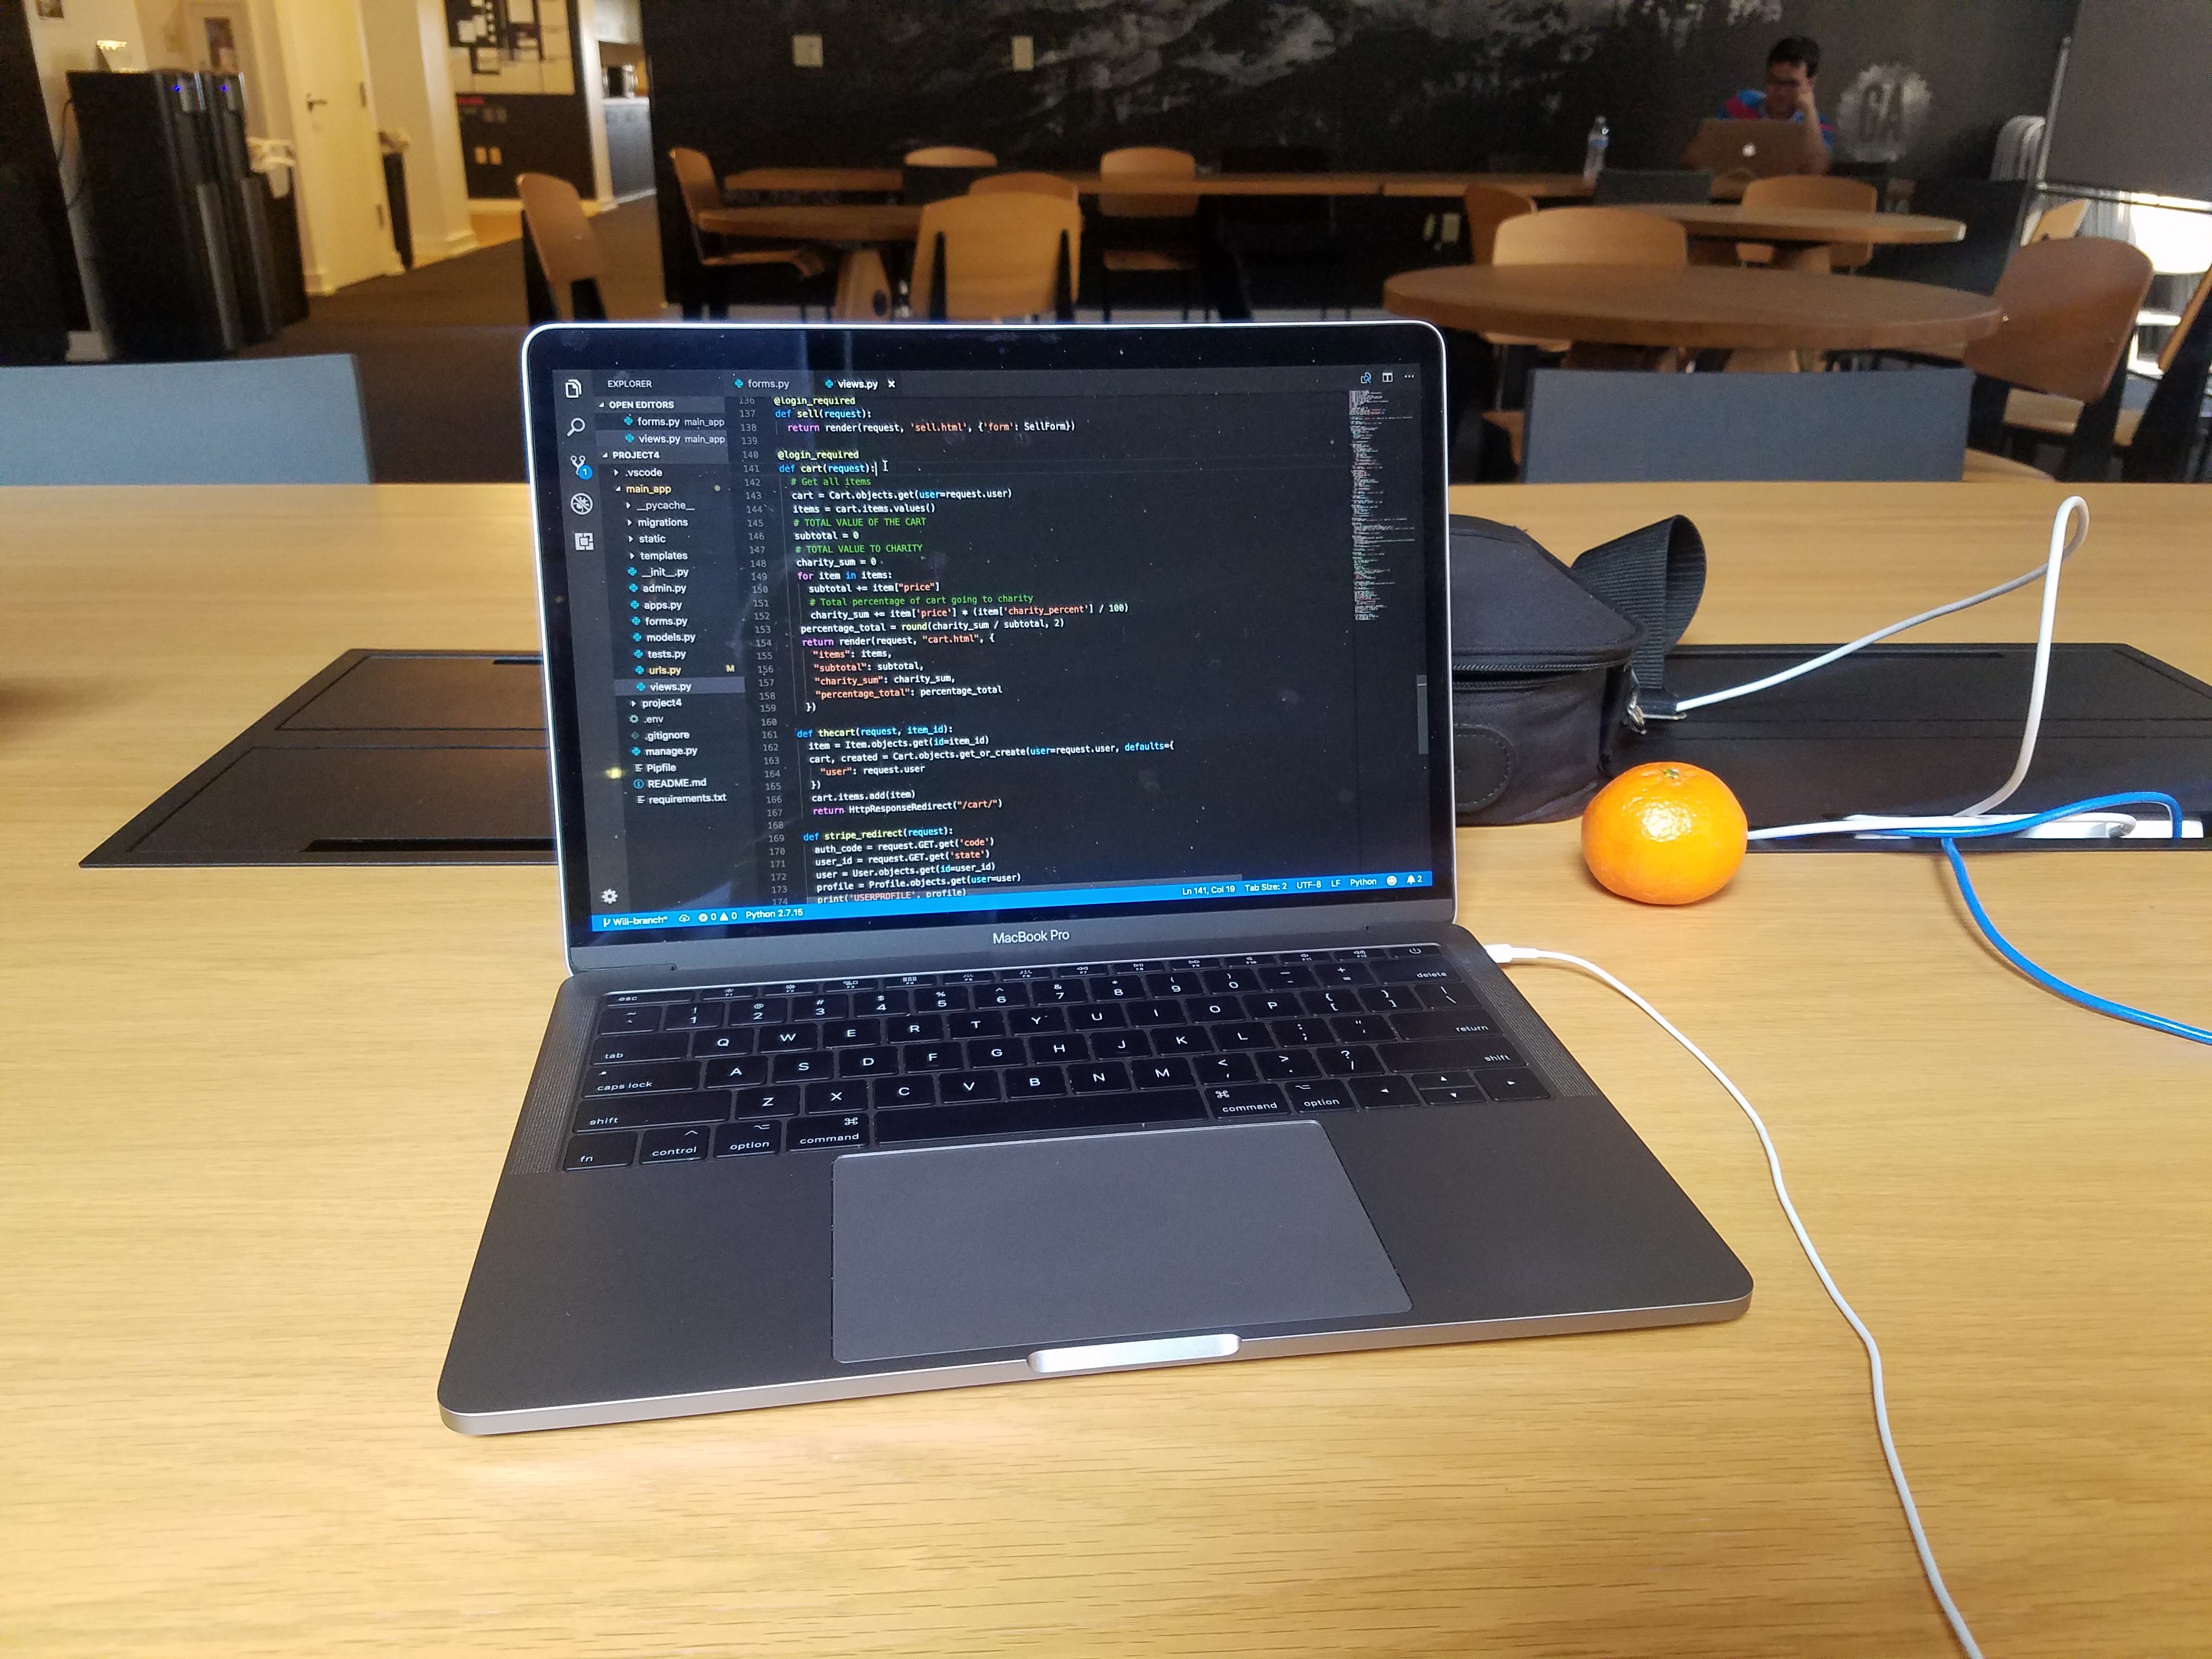 GA
EXPLORER
OPEN EDITORS
forms.py main_app
views.py main_app
PROJECT4
.vscode
main_app
__pycache__
migrations
static
templates
__init__.py
admin.py
apps.py
forms.py
models.py
tests.py
urls.py M
views.py
project4
.env
.gitignore
manage.py
Pipfile
README.md
requirements.txt
1
forms.py views.py
136 @login_required
137 def sell(request):
138 return render(request, 'sell.html', {'form': SellForm})
139
140 @login_required
141 def cart(request):
142 # Get all items
143 cart = Cart.objects.get(user=request.user)
144 items = cart.items.values()
145 # TOTAL VALUE OF THE CART
146 subtotal = 0
147 # TOTAL VALUE TO CHARITY
148 charity_sum = 0
149 for item in items:
150 subtotal += item["price"]
151 # Total percentage of cart going to charity
152 charity_sum += item['price'] * (item['charity_percent'] / 100)
153 percentage_total = round(charity_sum / subtotal, 2)
154 return render(request, "cart.html", {
155 "items": items,
156 "subtotal": subtotal,
157 "charity_sum": charity_sum,
158 "percentage_total": percentage_total
159 })
160
161 def thecart(request, item_id):
162 item = Item.objects.get(id=item_id)
163 cart, created = Cart.objects.get_or_create(user=request.user, defaults={
164 "user": request.user
165 })
166 cart.items.add(item)
167 return HttpResponseRedirect("/cart/")
168
169 def stripe_redirect(request):
170 auth_code = request.GET.get('code')
171 user_id = request.GET.get('state')
172 user = User.objects.get(id=user_id)
173 profile = Profile.objects.get(user=user)
174 print('USERPROFILE', profile)
Will-branch* 0 0 Python 2.7.15 Ln 141, Col 19 Tab Size: 2 UTF-8 LF Python 2
MacBook Pro
esc
~ ! @ # $ % ^ & * ( ) _ + delete
` 1 2 3 4 5 6 7 8 9 0 - =
tab Q W E R T Y U I O P { [ } ] | \
caps lock A S D F G H J K L : ; " ' return
shift Z X C V B N M < , > . ? / shift
fn control option command command option